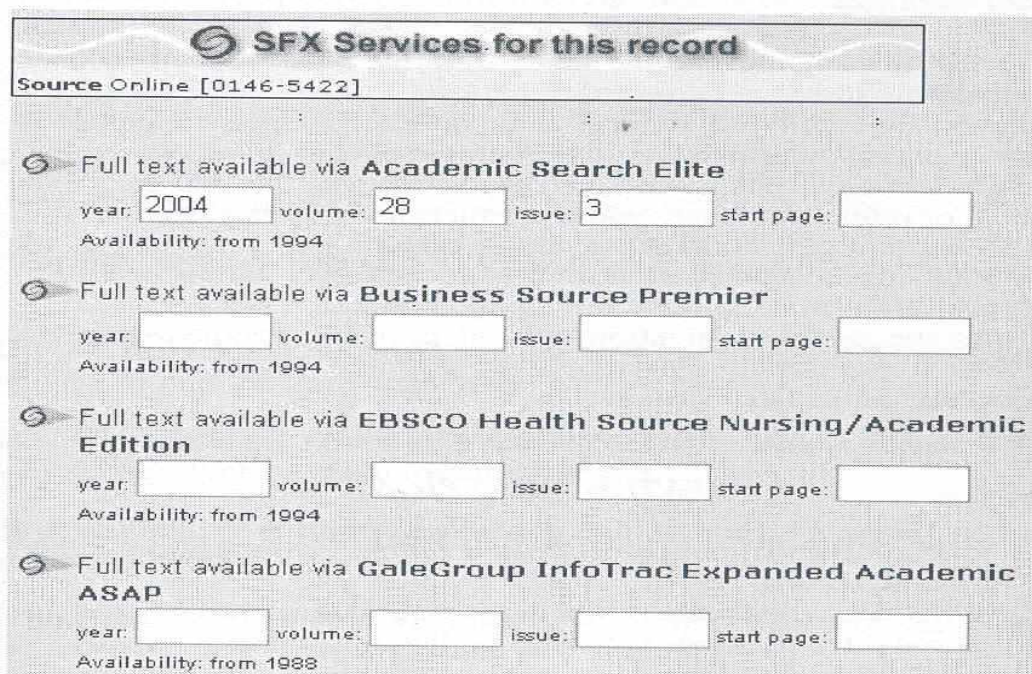 SFX Services for this record
Source Online [0146-5422]
Full text available via Academic Search Elite
year: 2004 volume: 28 issue: 3 start page:
Availability: from 1994
Full text available via Business Source Premier
year: volume: issue: start page:
Availability: from 1994
Full text available via EBSCO Health Source Nursing/Academic
Edition
year: volume: issue: start page:
Availability: from 1994
Full text available via GaleGroup InfoTrac Expanded Academic
ASAP
year: volume: issue: start page:
Availability: from 1988